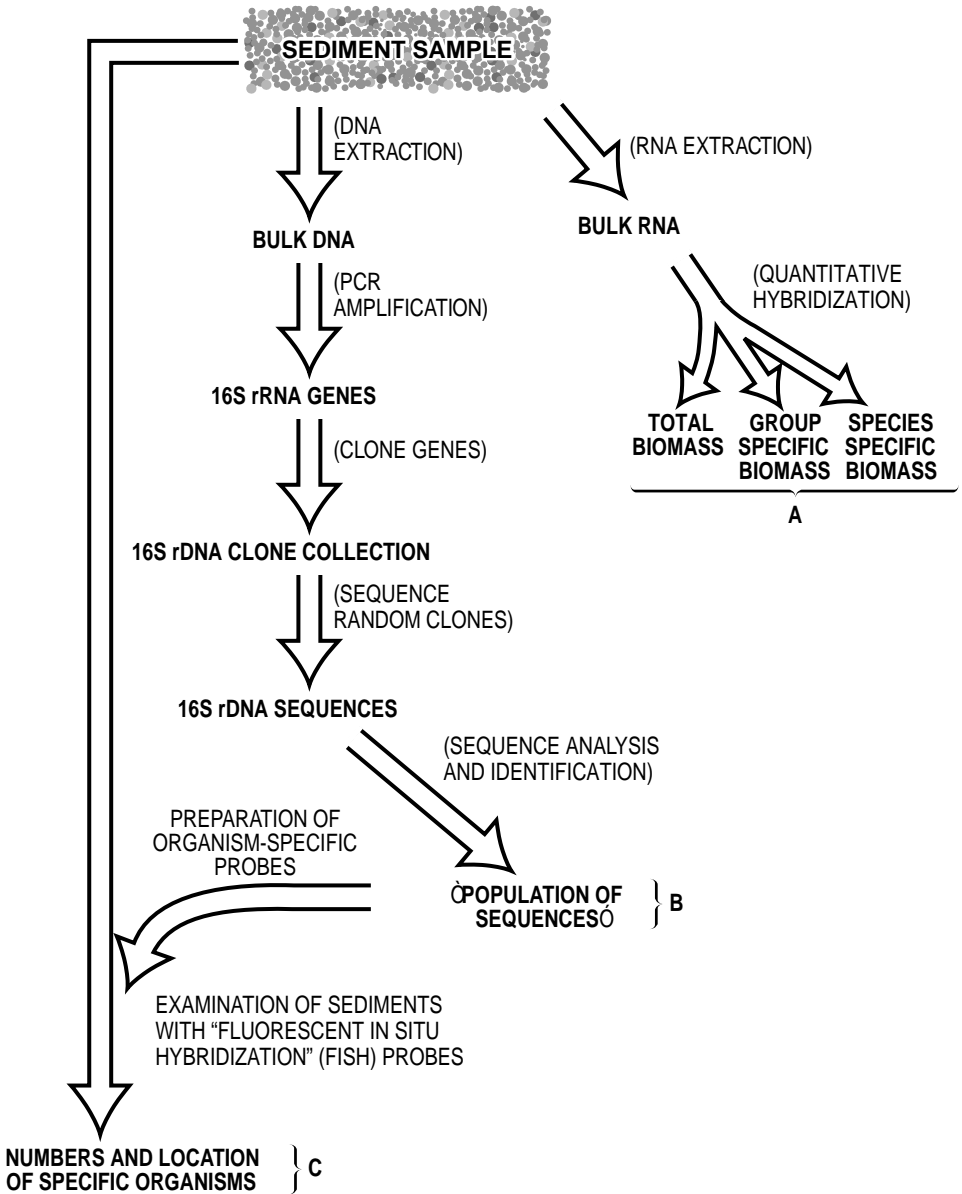 SEDIMENT SAMPLE
(DNA
EXTRACTION)
(RNA EXTRACTION)
BULK DNA
BULK RNA
(PCR
AMPLIFICATION)
(QUANTITATIVE
HYBRIDIZATION)
16S rRNA GENES
TOTAL
BIOMASS
GROUP
SPECIFIC
BIOMASS
SPECIES
SPECIFIC
BIOMASS
A
(CLONE GENES)
16S rDNA CLONE COLLECTION
(SEQUENCE
RANDOM CLONES)
16S rDNA SEQUENCES
(SEQUENCE ANALYSIS
AND IDENTIFICATION)
PREPARATION OF
ORGANISM-SPECIFIC
PROBES
ÒPOPULATION OF
SEQUENCESÓ
B
EXAMINATION OF SEDIMENTS
WITH “FLUORESCENT IN SITU
HYBRIDIZATION” (FISH) PROBES
NUMBERS AND LOCATION
OF SPECIFIC ORGANISMS
C